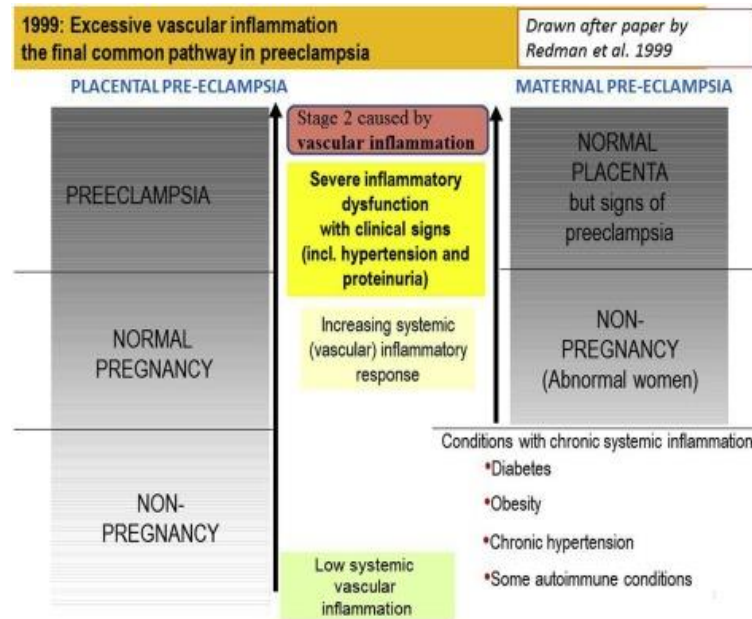 1999: Excessive vascular inflammation
the final common pathway in preeclampsia
Drawn after paper by
Redman et al. 1999
PLACENTAL PRE-ECLAMPSIA
MATERNAL PRE-ECLAMPSIA
Stage 2 caused by
vascular inflammation
PREECLAMPSIA
Severe inflammatory
dysfunction
with clinical signs
(incl. hypertension and
proteinuria)
NORMAL
PLACENTA
but signs of
preeclampsia
NORMAL
PREGNANCY
Increasing systemic
(vascular) inflammatory
response
NON-
PREGNANCY
(Abnormal women)
Conditions with chronic systemic inflammation
•Diabetes
•Obesity
•Chronic hypertension
•Some autoimmune conditions
NON-
PREGNANCY
Low systemic
vascular
inflammation